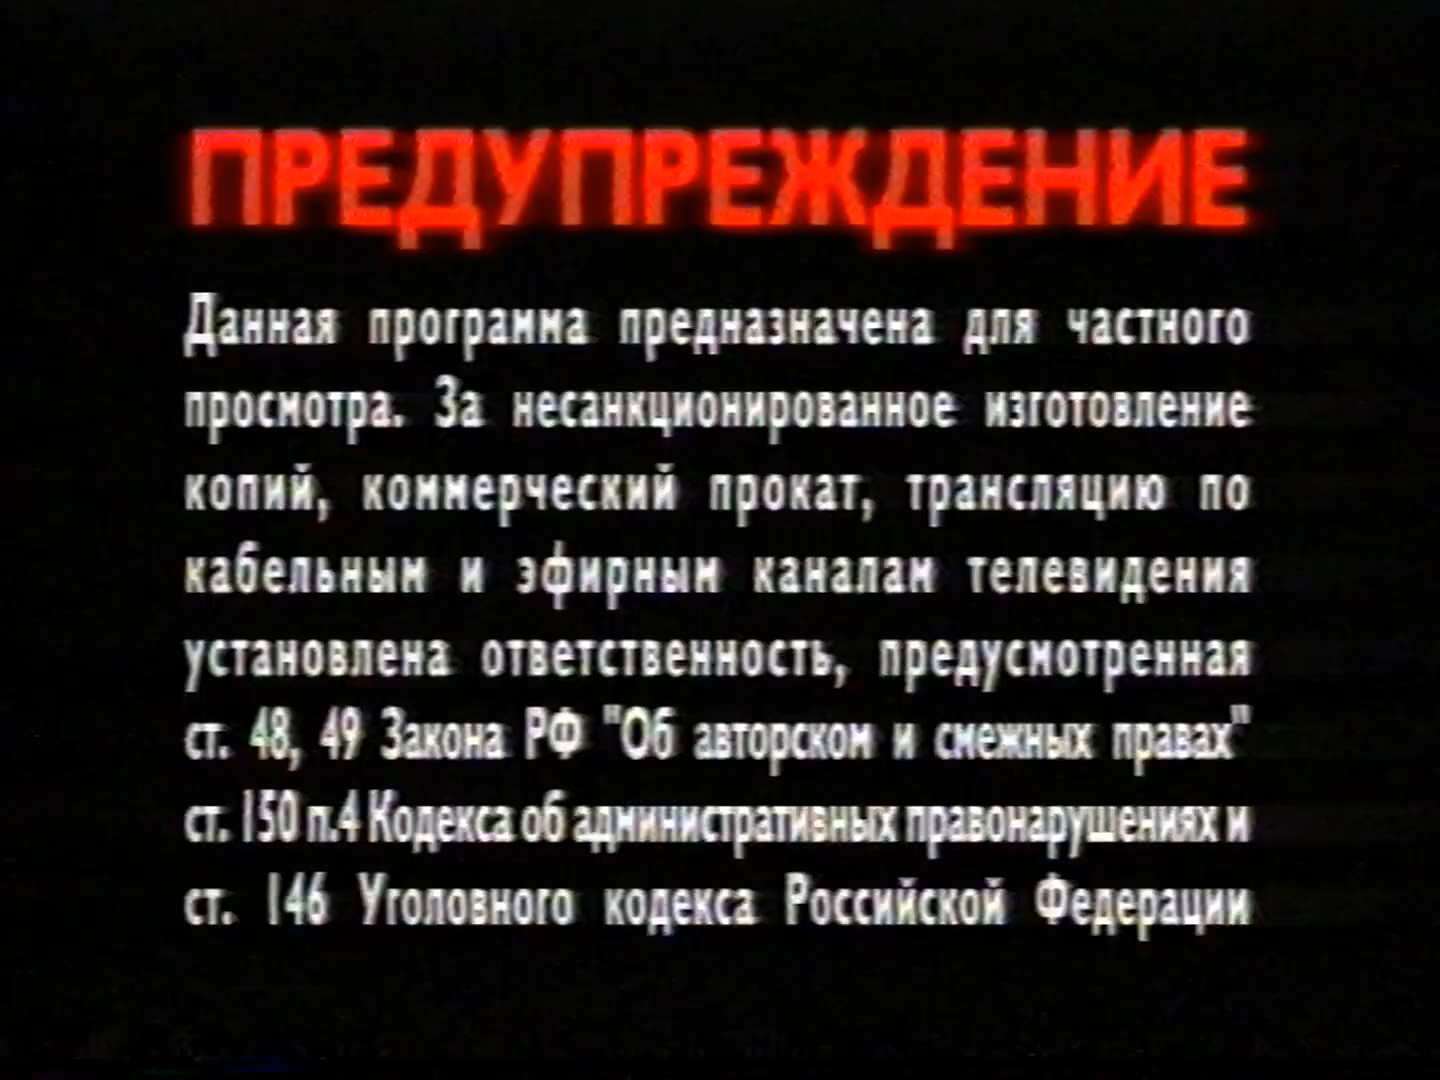 ПРЕДУПРЕЖДЕНИЕ
Данная программа предназначена для частного
просмотра. За несанкционированное изготовление
копий, коммерческий прокат, трансляцию по
кабельным и эфирным каналам телевидения
установлена ответственность, предусмотренная
ст. 48, 49 Закона РФ "Об авторском и смежных правах"
ст. 150 п.4 Кодекса об административных правонарушениях и
ст. 146 Уголовного кодекса Российской Федерации